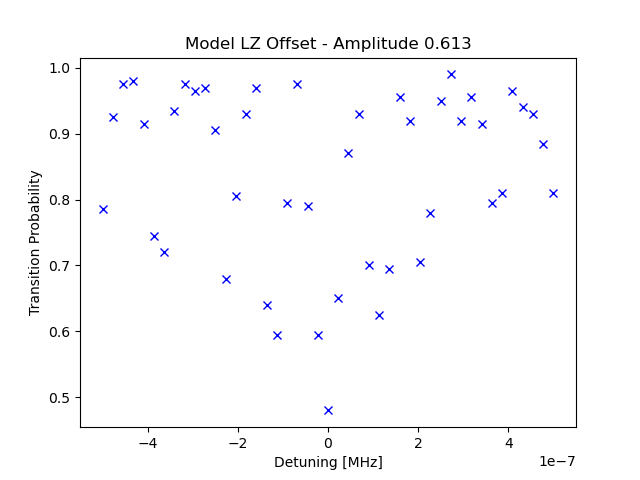 Model LZ Offset - Amplitude 0.613
1.0
0.9
0.8
0.7
0.6
0.5
Transition Probability
−4
−2
0
2
4
1e−7
Detuning [MHz]